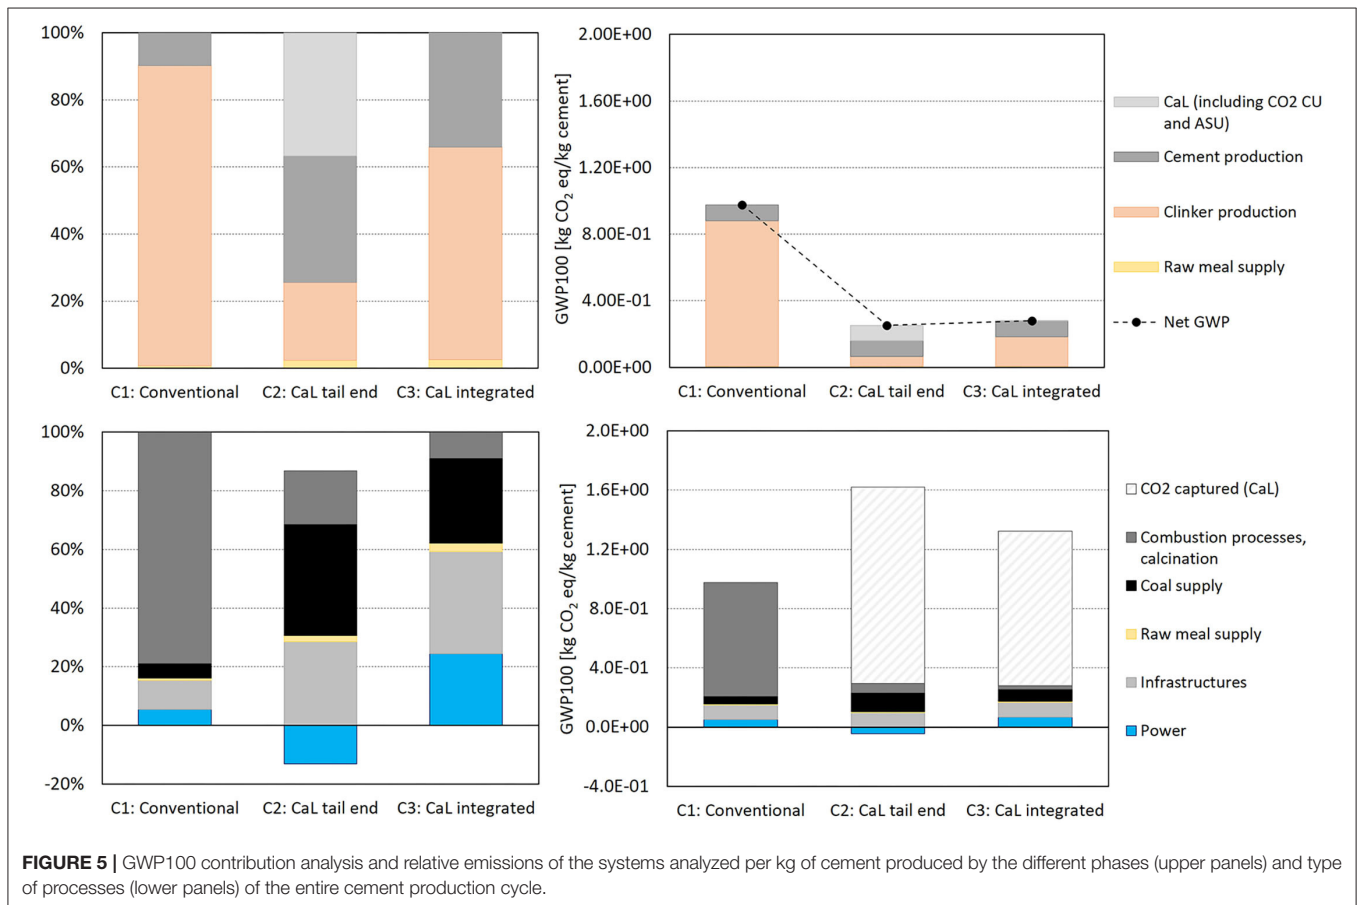 100%
80%
60%
40%
20%
0%
C1: Conventional
C2: CaL tail end
C3: CaL integrated
GWP100 [kg CO2 eq/kg cement]
2.00E+00
1.60E+00
1.20E+00
8.00E-01
4.00E-01
0.00E+00
C1: Conventional
C2: CaL tail end
C3: CaL integrated
CaL (including CO2 CU
and ASU)
Cement production
Clinker production
Raw meal supply
Net GWP
100%
80%
60%
40%
20%
0%
-20%
C1: Conventional
C2: CaL tail end
C3: CaL integrated
GWP100 [kg CO2 eq/kg cement]
2.0E+00
1.6E+00
1.2E+00
8.0E-01
4.0E-01
0.0E+00
-4.0E-01
C1: Conventional
C2: CaL tail end
C3: CaL integrated
CO2 captured (CaL)
Combustion processes,
calcination
Coal supply
Raw meal supply
Infrastructures
Power
FIGURE 5 | GWP100 contribution analysis and relative emissions of the systems analyzed per kg of cement produced by the different phases (upper panels) and type
of processes (lower panels) of the entire cement production cycle.